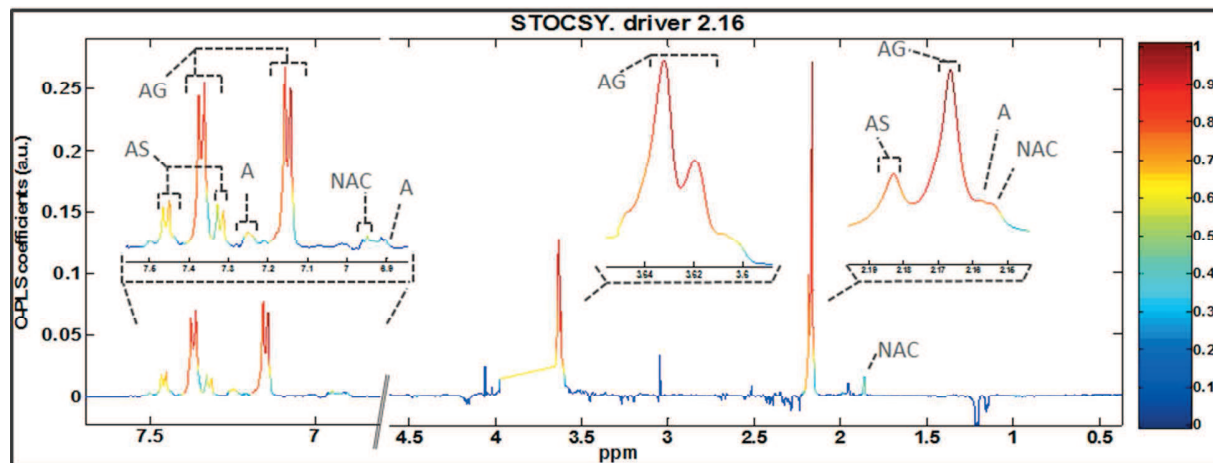 STOCSY. driver 2.16
O-PLS coefficients (a.u.)
0.25
0.2
0.15
0.1
0.05
0
AG
AS
A
NAC
A
7.6 7.5 7.4 7.3 7.2 7.1 7 6.9
AG
3.64 3.62 3.6
AG
AS
A
NAC
2.19 2.18 2.17 2.16 2.15
NAC
7.5 7 4.5 4 3.5 3 2.5 2 1.5 1 0.5
ppm
1
0.9
0.8
0.7
0.6
0.5
0.4
0.3
0.2
0.1
0